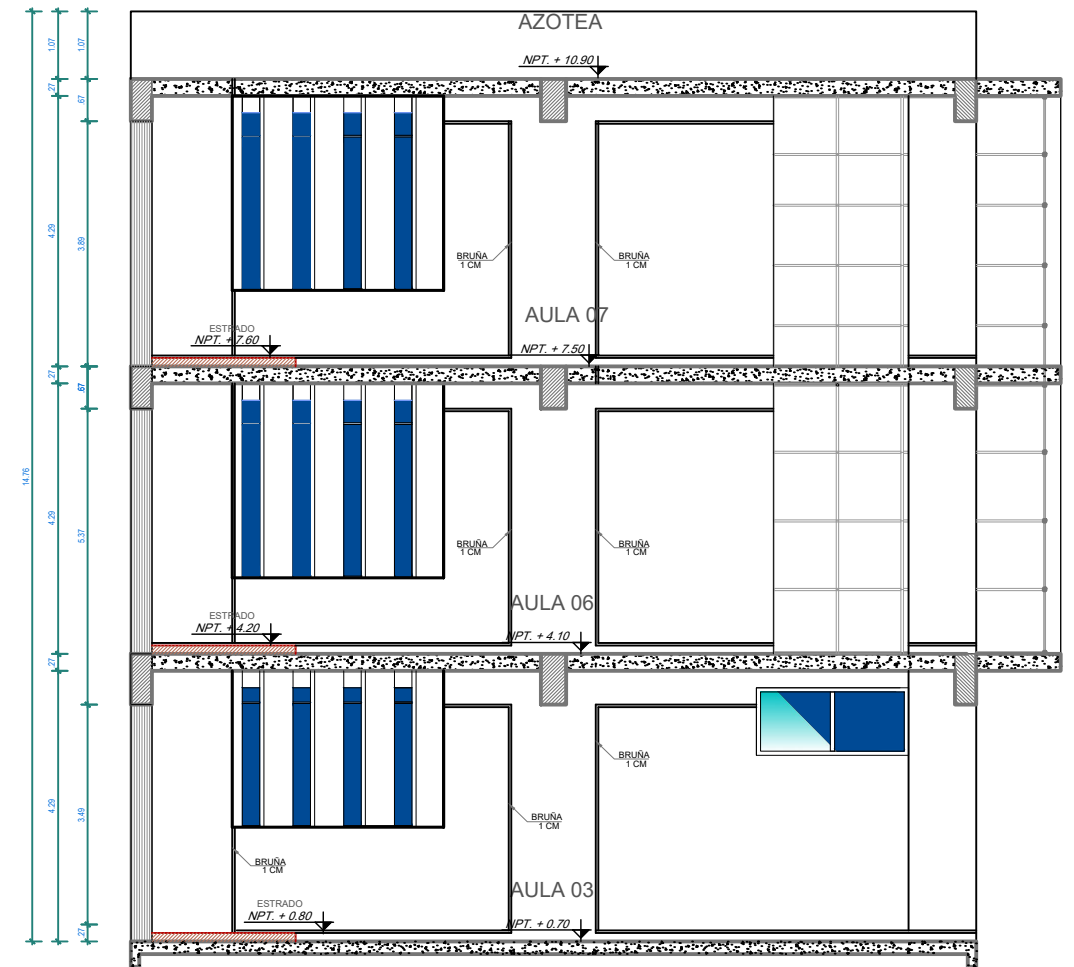 AZOTEA
NPT. + 10.90
1.07
1.07
.27
.67
4.29
3.89
BRUÑA
1 CM
BRUÑA
1 CM
AULA 07
ESTRADO
NPT. + 7.60
NPT. + 7.50
.27
.67
14.76
4.29
5.37
BRUÑA
1 CM
BRUÑA
1 CM
AULA 06
ESTRADO
NPT. + 4.20
NPT. + 4.10
.27
4.29
3.49
BRUÑA
1 CM
BRUÑA
1 CM
BRUÑA
1 CM
AULA 03
ESTRADO
NPT. + 0.80
NPT. + 0.70
.27